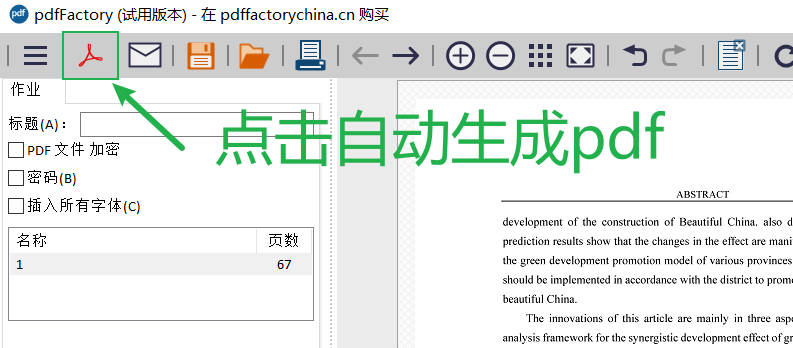 pdf pdfFactory (试用版本) - 在 pdffactorychina.cn 购买
作业
标题(A)：
点击自动生成pdf
PDF 文件 加密
密码(B)
插入所有字体(C)
名称 页数
1 67
ABSTRACT
development of the construction of Beautiful China. also d
prediction results show that the changes in the effect are mani
the green development promotion model of various provinces
should be implemented in accordance with the district to promo
beautiful China.
The innovations of this article are mainly in three aspe
analysis framework for the synergistic development effect of gr